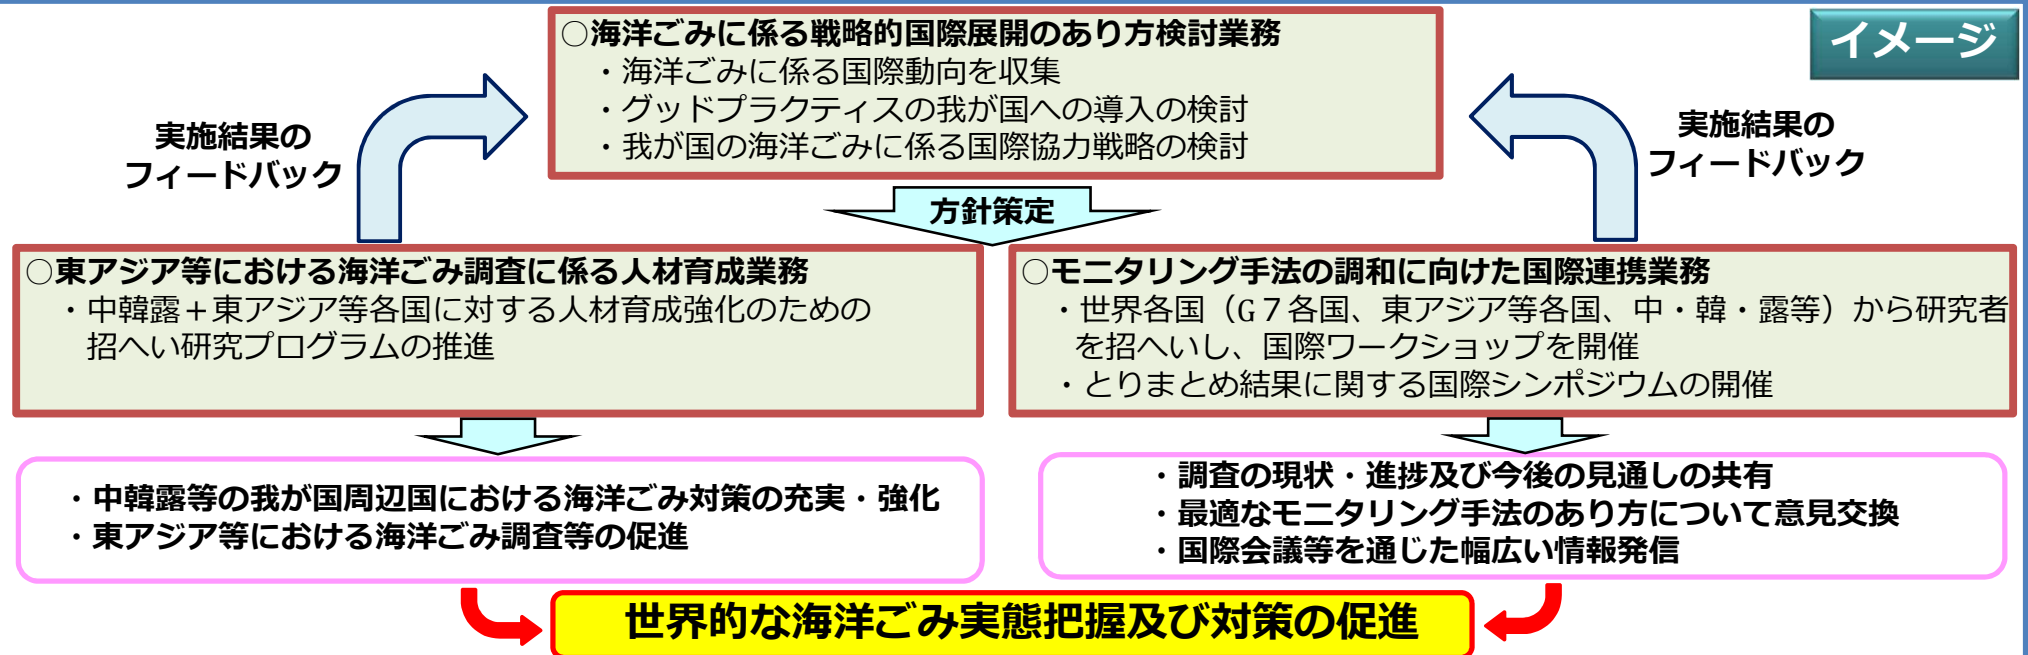 ○海洋ごみに係る戦略的国際展開のあり方検討業務
・海洋ごみに係る国際動向を収集
・グッドプラクティスの我が国への導入の検討
・我が国の海洋ごみに係る国際協力戦略の検討
イメージ
実施結果の
フィードバック
実施結果の
フィードバック
方針策定
○東アジア等における海洋ごみ調査に係る人材育成業務
・中韓露＋東アジア等各国に対する人材育成強化のための
招へい研究プログラムの推進
○モニタリング手法の調和に向けた国際連携業務
・世界各国（G７各国、東アジア等各国、中・韓・露等）から研究者
を招へいし、国際ワークショップを開催
・とりまとめ結果に関する国際シンポジウムの開催
・中韓露等の我が国周辺国における海洋ごみ対策の充実・強化
・東アジア等における海洋ごみ調査等の促進
・調査の現状・進捗及び今後の見通しの共有
・最適なモニタリング手法のあり方について意見交換
・国際会議等を通じた幅広い情報発信
世界的な海洋ごみ実態把握及び対策の促進